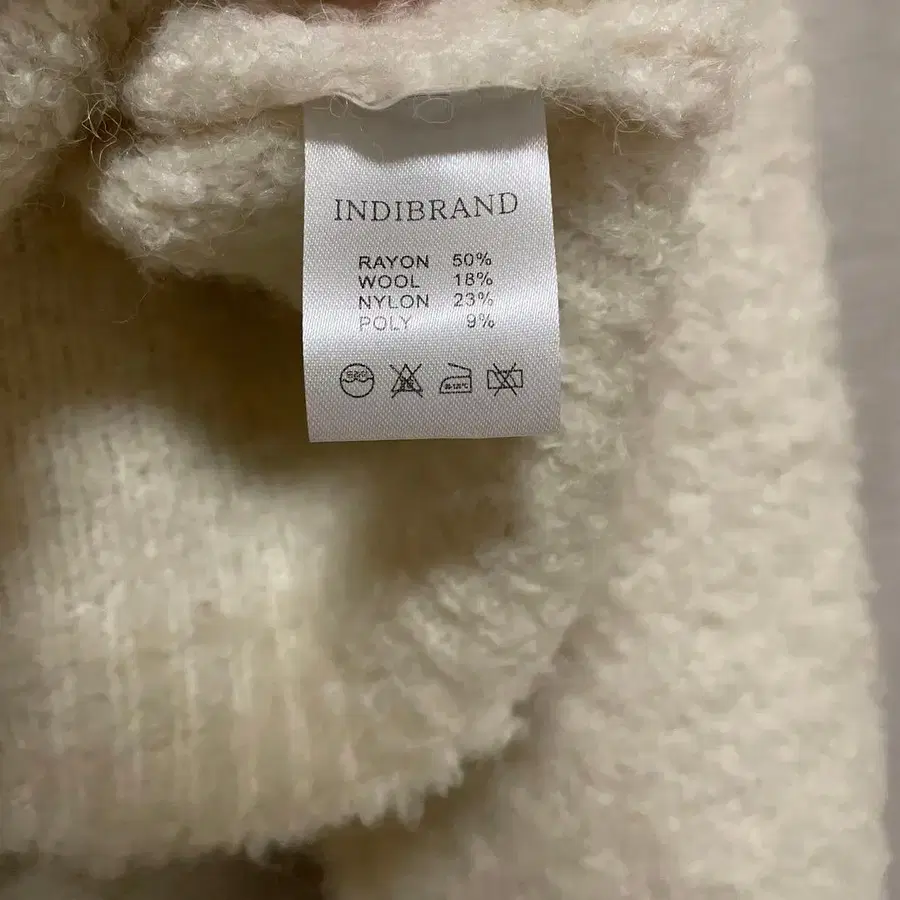 INDIBRAND
RAYON 50%
WOOL 18%
NYLON 23%
POLY 9%